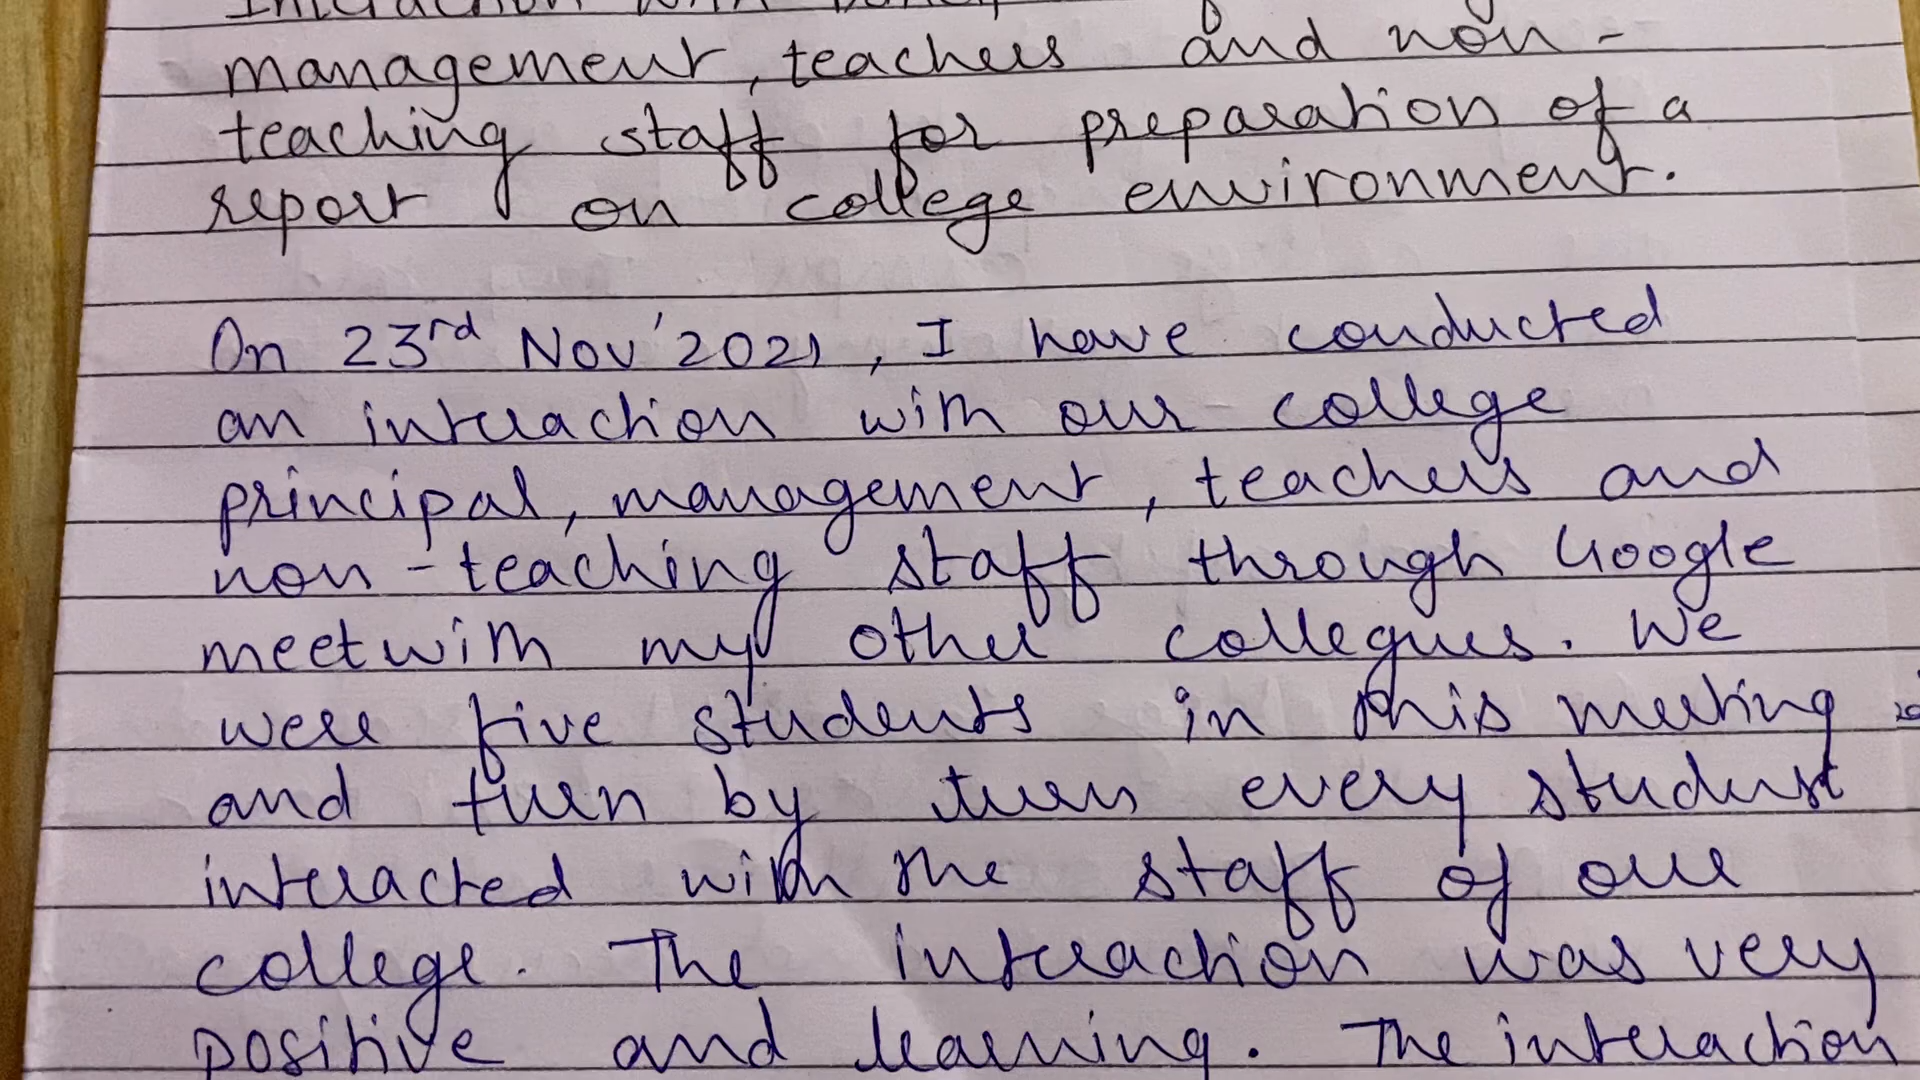 Interaction with
management, teachers and non-
teaching staff for preparation of a
report on college environment.
On 23rd Nov'2021, I have conducted
an interaction with our college
principal, management, teachers and
non-teaching staff through Google
meet with my other collegues. We
were five students in this meeting
and turn by turn every student
interacted with the staff of our
college. The interaction was very
positive and learning. The interaction